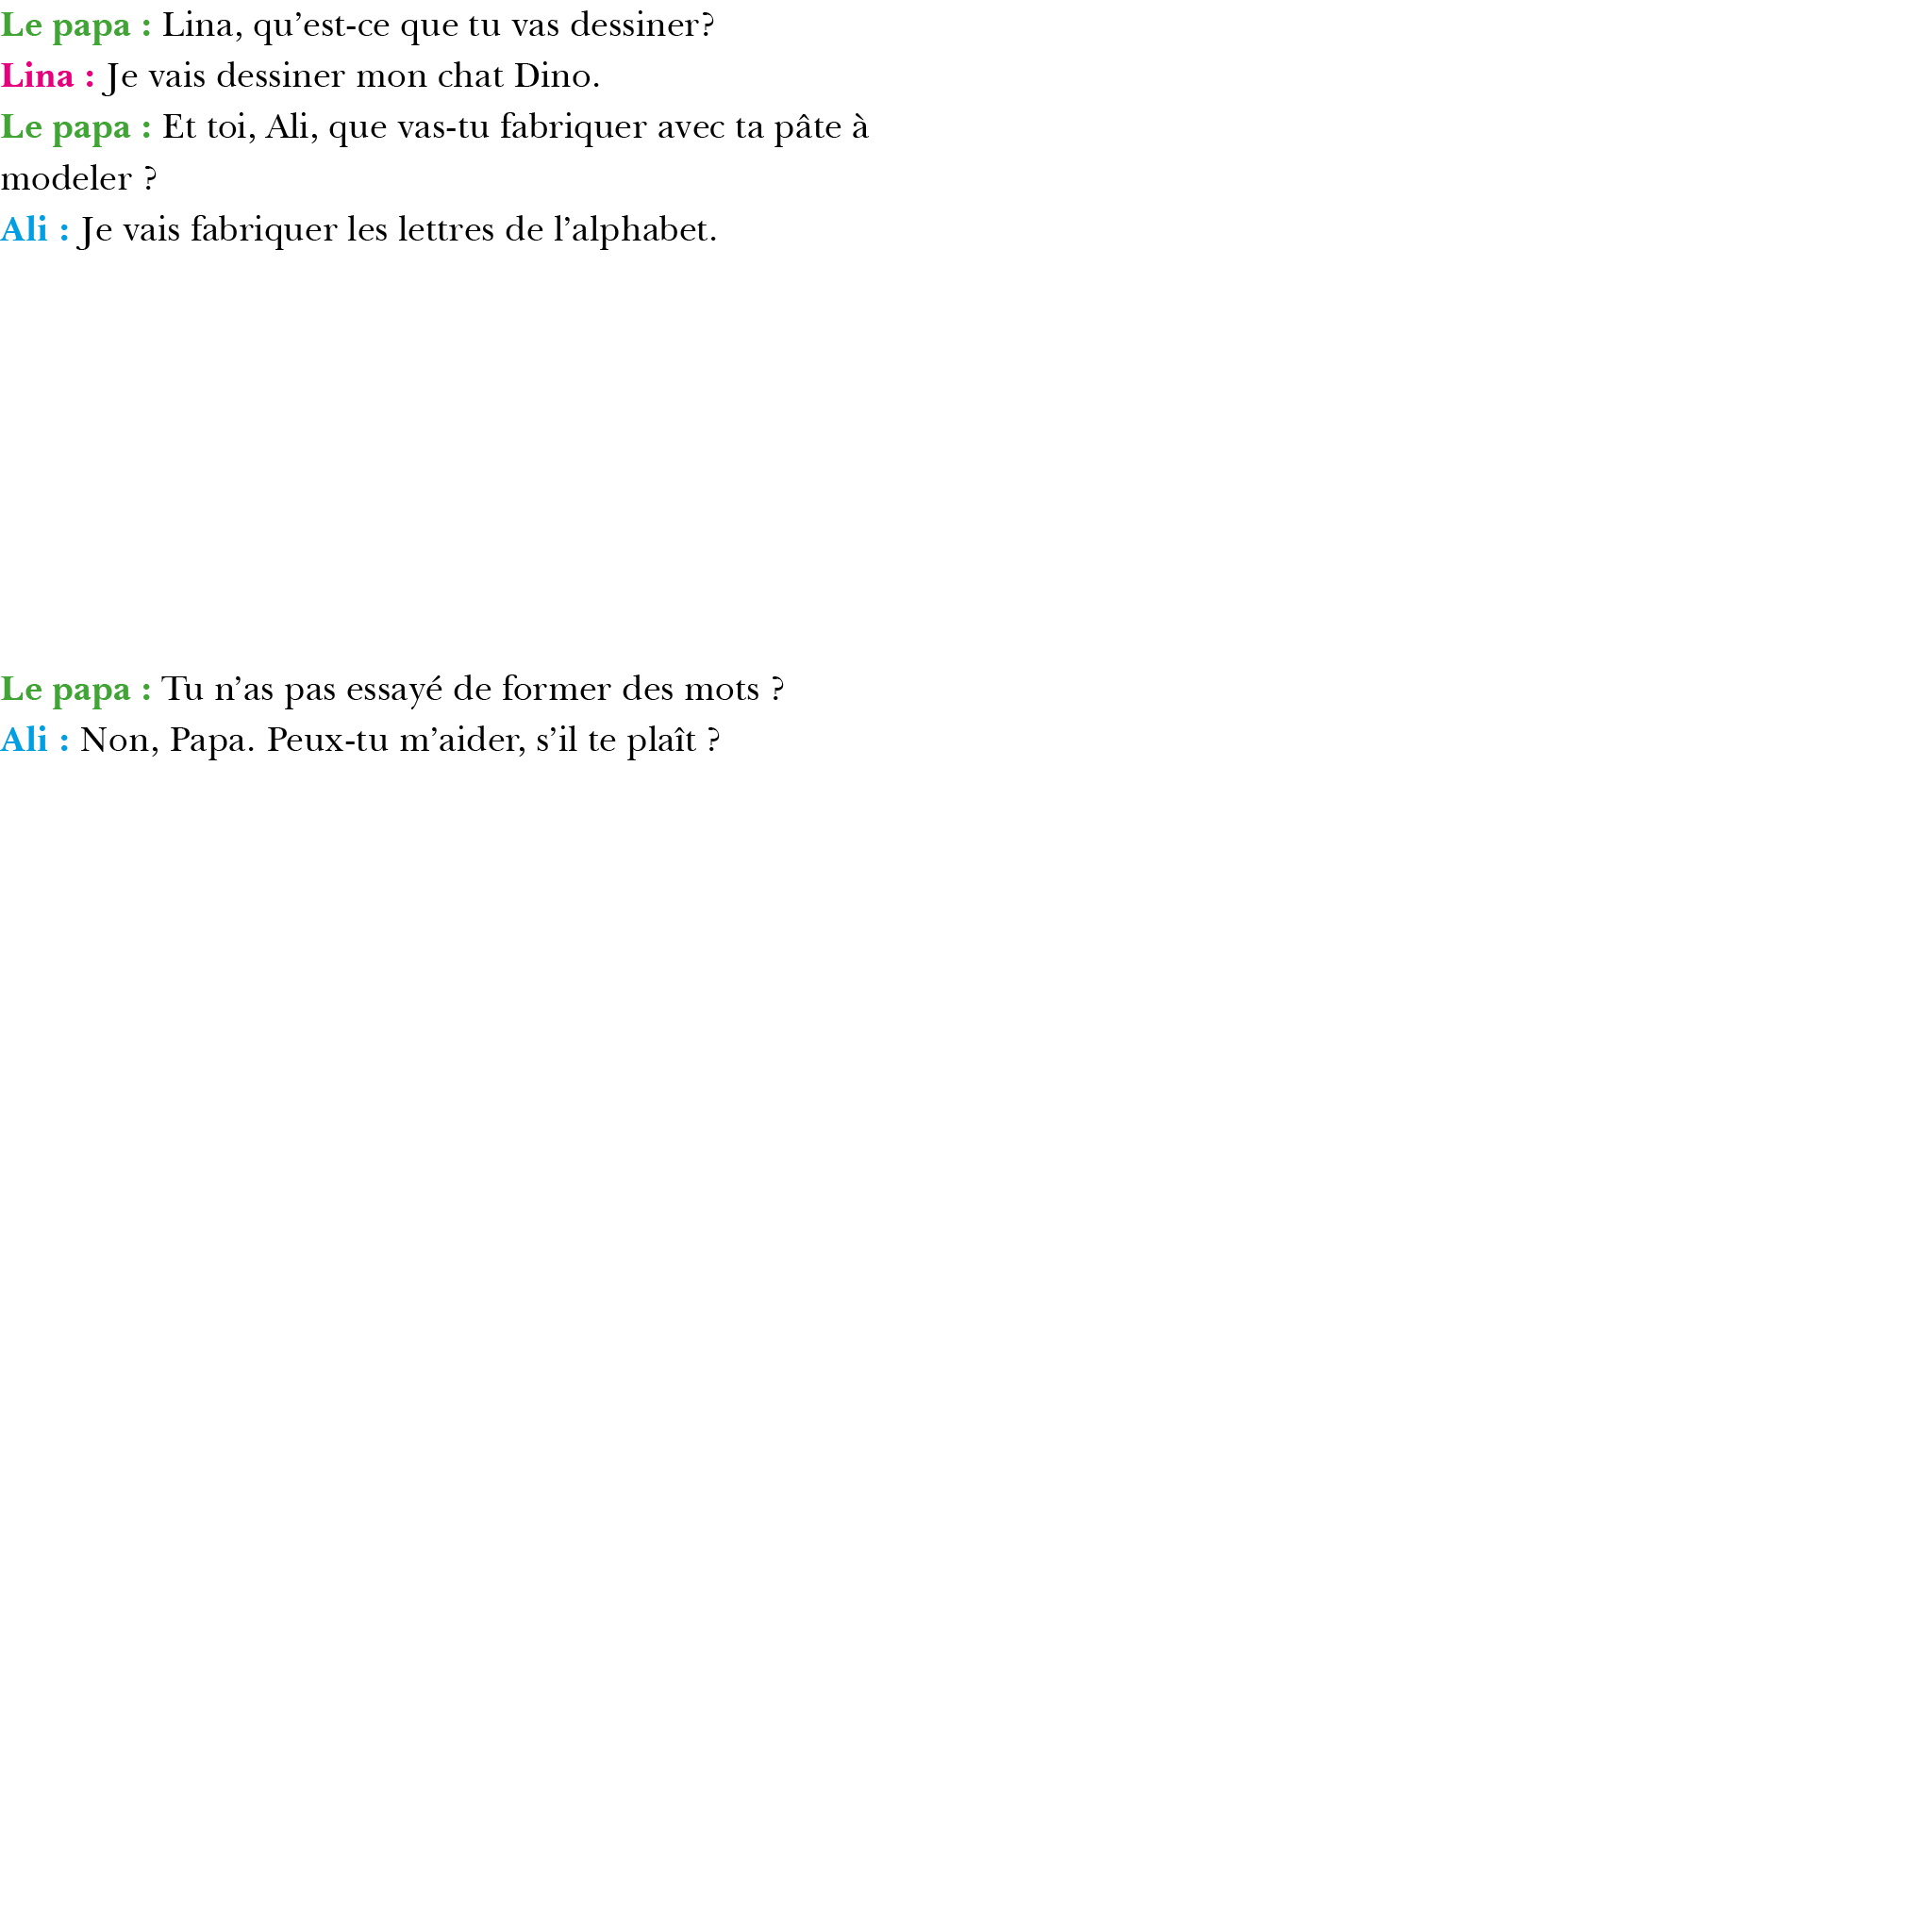 Le papa : Lina, qu’est-ce que tu vas dessiner?
Lina : Je vais dessiner mon chat Dino.
Le papa : Et toi, Ali, que vas-tu fabriquer avec ta pâte à
modeler ?
Ali : Je vais fabriquer les lettres de l’alphabet.
Le papa : Tu n’as pas essayé de former des mots ?
Ali : Non, Papa. Peux-tu m’aider, s’il te plaît ?